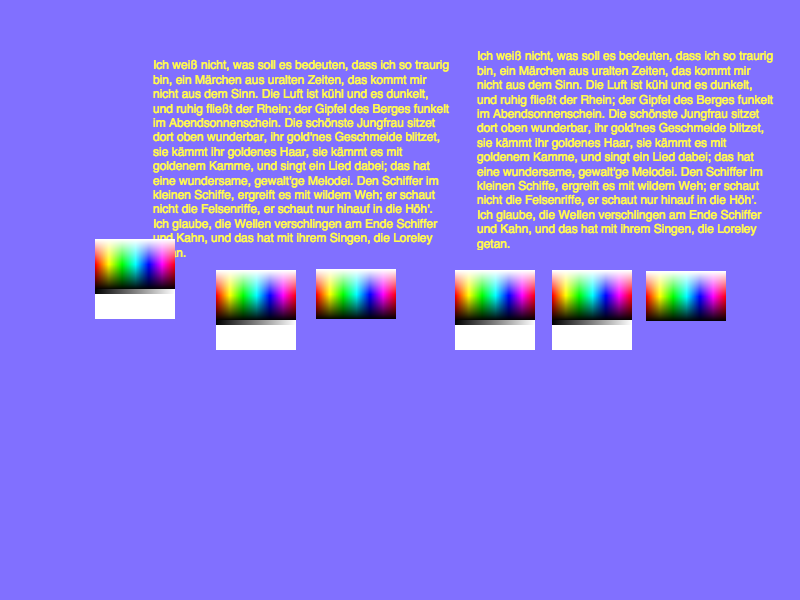 Ich weiß nicht, was soll es bedeuten, dass ich so traurig
bin, ein Märchen aus uralten Zeiten, das kommt mir
nicht aus dem Sinn. Die Luft ist kühl und es dunkelt,
und ruhig fließt der Rhein; der Gipfel des Berges funkelt
im Abendsonnenschein. Die schönste Jungfrau sitzet
dort oben wunderbar, ihr gold'nes Geschmeide blitzet,
sie kämmt ihr goldenes Haar, sie kämmt es mit
goldenem Kamme, und singt ein Lied dabei; das hat
eine wundersame, gewalt'ge Melodei. Den Schiffer im
kleinen Schiffe, ergreift es mit wildem Weh; er schaut
nicht die Felsenriffe, er schaut nur hinauf in die Höh'.
Ich glaube, die Wellen verschlingen am Ende Schiffer
und Kahn, und das hat mit ihrem Singen, die Loreley
Ich weiß nicht, was soll es bedeuten, dass ich so traurig
bin, ein Märchen aus uralten Zeiten, das kommt mir
nicht aus dem Sinn. Die Luft ist kühl und es dunkelt,
und ruhig fließt der Rhein; der Gipfel des Berges funkelt
im Abendsonnenschein. Die schönste Jungfrau sitzet
dort oben wunderbar, ihr gold'nes Geschmeide blitzet,
sie kämmt ihr goldenes Haar, sie kämmt es mit
goldenem Kamme, und singt ein Lied dabei; das hat
eine wundersame, gewalt'ge Melodei. Den Schiffer im
kleinen Schiffe, ergreift es mit wildem Weh; er schaut
nicht die Felsenriffe, er schaut nur hinauf in die Höh'.
Ich glaube, die Wellen verschlingen am Ende Schiffer
und Kahn, und das hat mit ihrem Singen, die Loreley
getan.